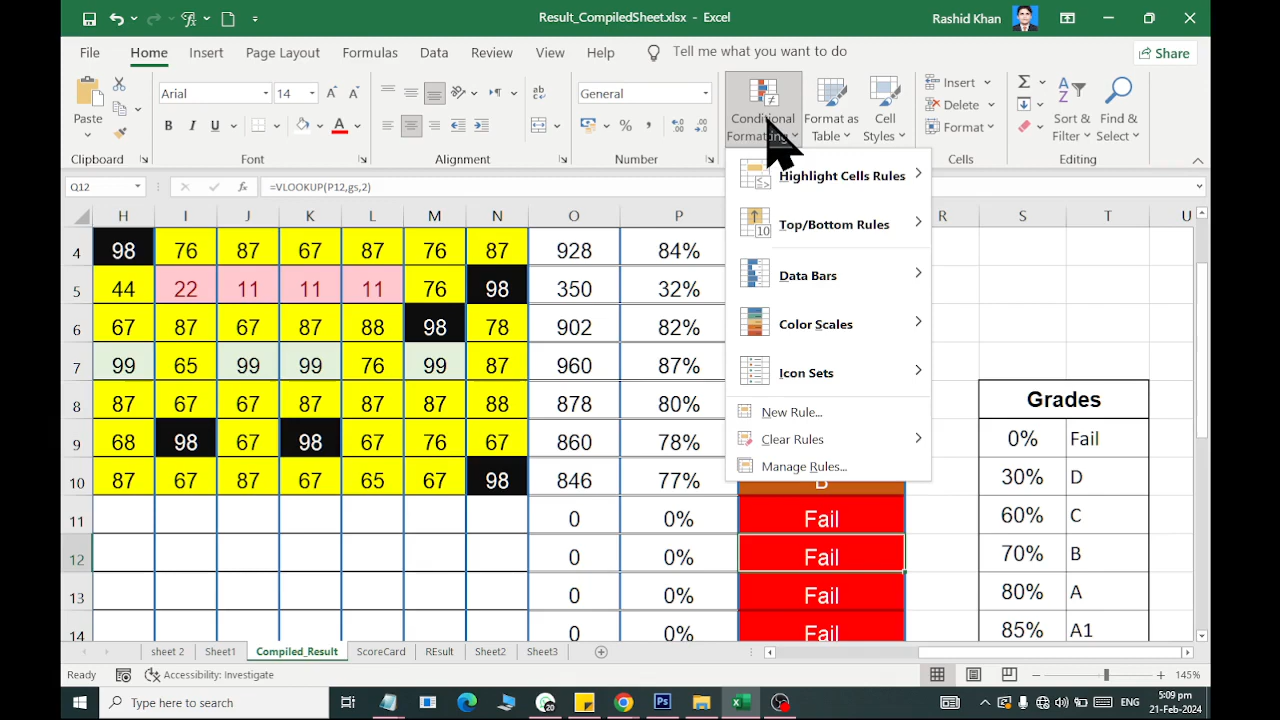 Result_CompiledSheet.xlsx - Excel
Rashid Khan
File Home Insert Page Layout Formulas Data Review View Help Tell me what you want to do Share
Paste
Clipboard
Arial 14
B I U A
Font
ab
Alignment
General
% ,
Number
Conditional Formatting
Format as Table
Cell Styles
Insert
Delete
Format
Cells
Sort & Filter
Find & Select
Editing
Q12 fx =VLOOKUP(P12,gs,2)
Highlight Cells Rules
Top/Bottom Rules
Data Bars
Color Scales
Icon Sets
New Rule...
Clear Rules
Manage Rules...
H I J K L M N O P R S T U
4 98 76 87 67 87 76 87 928 84%
5 44 22 11 11 11 76 98 350 32%
6 67 87 67 87 88 98 78 902 82%
7 99 65 99 99 76 99 87 960 87%
8 87 67 67 87 87 87 88 878 80%
9 68 98 67 98 67 76 67 860 78%
10 87 67 87 67 65 67 98 846 77% B
11 0 0% Fail
12 0 0% Fail
13 0 0% Fail
14 0 0% Fail
Grades
0% Fail
30% D
60% C
70% B
80% A
85% A1
sheet 2 Sheet1 Compiled_Result ScoreCard REsult Sheet2 Sheet3
Ready Accessibility: Investigate 145%
Type here to search
ENG
5:09 pm
21-Feb-2024